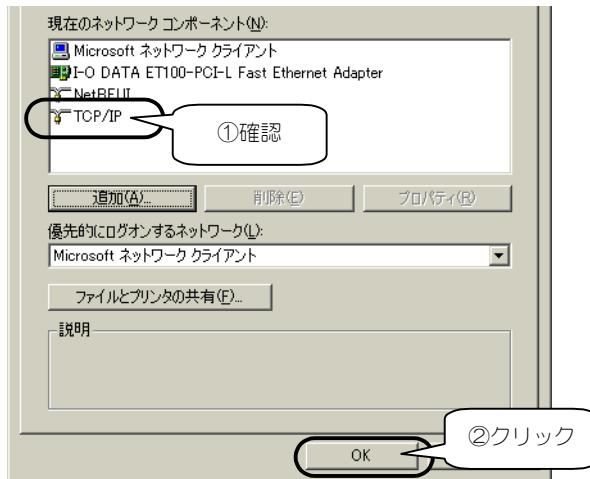 現在のネットワーク コンポーネント(N):
Microsoft ネットワーク クライアント
I-O DATA ET100-PCI-L Fast Ethernet Adapter
NetBEUI
TCP/IP
①確認
追加(A)... 削除(E) プロパティ(R)
優先的にログオンするネットワーク(L):
Microsoft ネットワーク クライアント
ファイルとプリンタの共有(F)...
説明
②クリック
OK